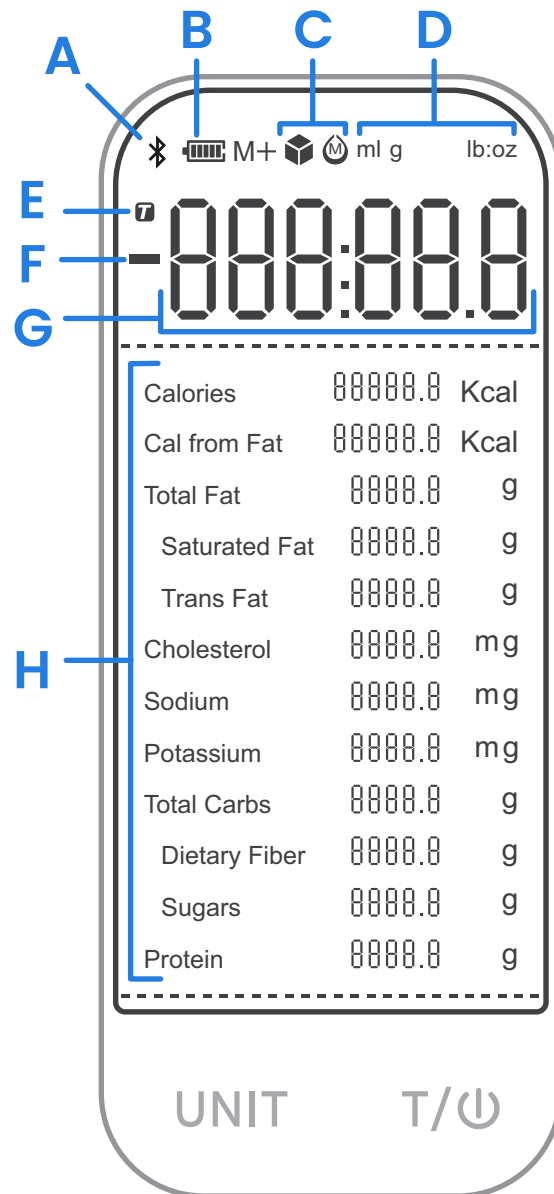 A B C D
M+ M ml g lb:oz
E T
F
G 888:88.8
H
Calories 88888.8 Kcal
Cal from Fat 88888.8 Kcal
Total Fat 8888.8 g
Saturated Fat 8888.8 g
Trans Fat 8888.8 g
Cholesterol 8888.8 mg
Sodium 8888.8 mg
Potassium 8888.8 mg
Total Carbs 8888.8 g
Dietary Fiber 8888.8 g
Sugars 8888.8 g
Protein 8888.8 g
UNIT T/⏻